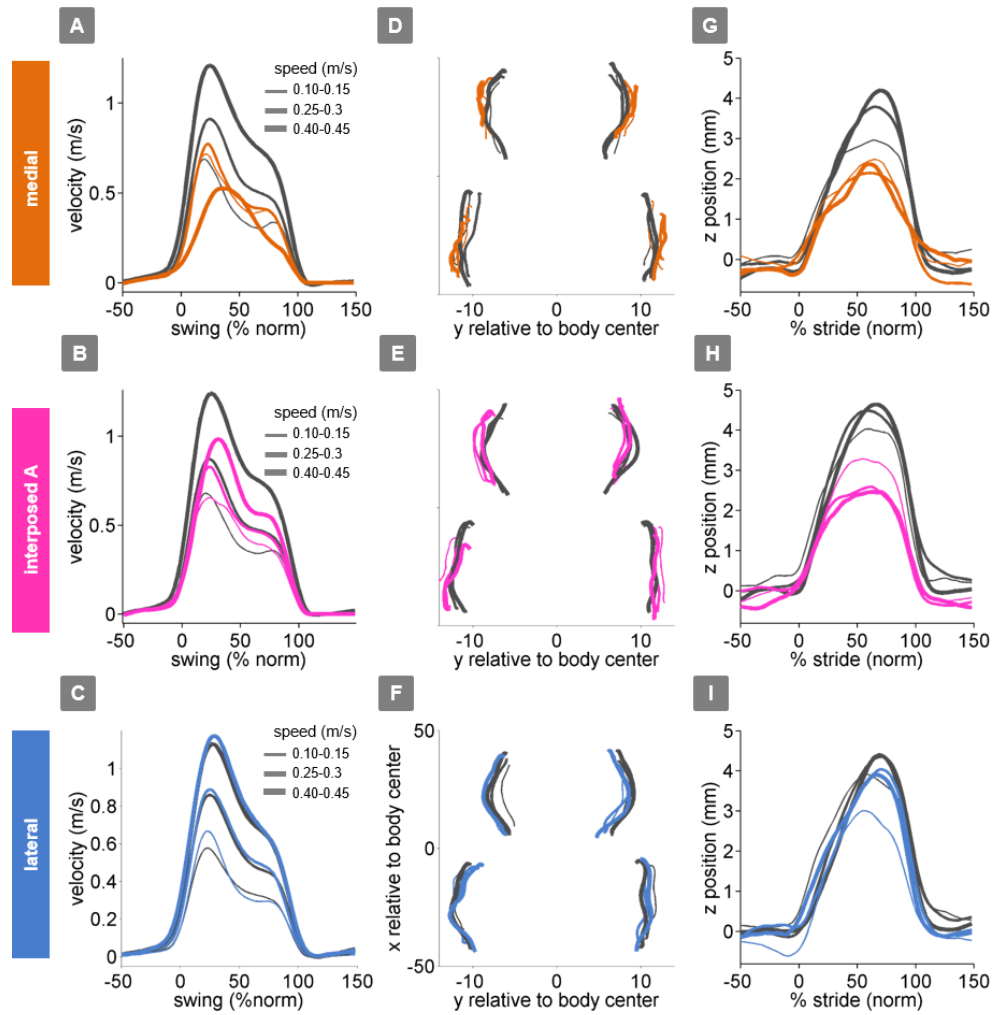 A
D
G
medial
velocity (m/s)
1
0.5
0
-50
0
50
100
150
swing (% norm)
speed (m/s)
0.10-0.15
0.25-0.3
0.40-0.45
-10
0
10
y relative to body center
z position (mm)
5
4
3
2
1
0
-50
0
50
100
150
% stride (norm)
B
E
H
Interposed A
velocity (m/s)
1
0.5
0
-50
0
50
100
150
swing (% norm)
speed (m/s)
0.10-0.15
0.25-0.3
0.40-0.45
-10
0
10
y relative to body center
z position (mm)
5
4
3
2
1
0
-50
0
50
100
150
% stride (norm)
C
F
I
lateral
velocity (m/s)
1
0.8
0.6
0.4
0.2
0
-50
0
50
100
150
swing (%norm)
speed (m/s)
0.10-0.15
0.25-0.3
0.40-0.45
x relative to body center
50
0
-50
-10
0
10
y relative to body center
z position (mm)
5
4
3
2
1
0
-50
0
50
100
150
% stride (norm)